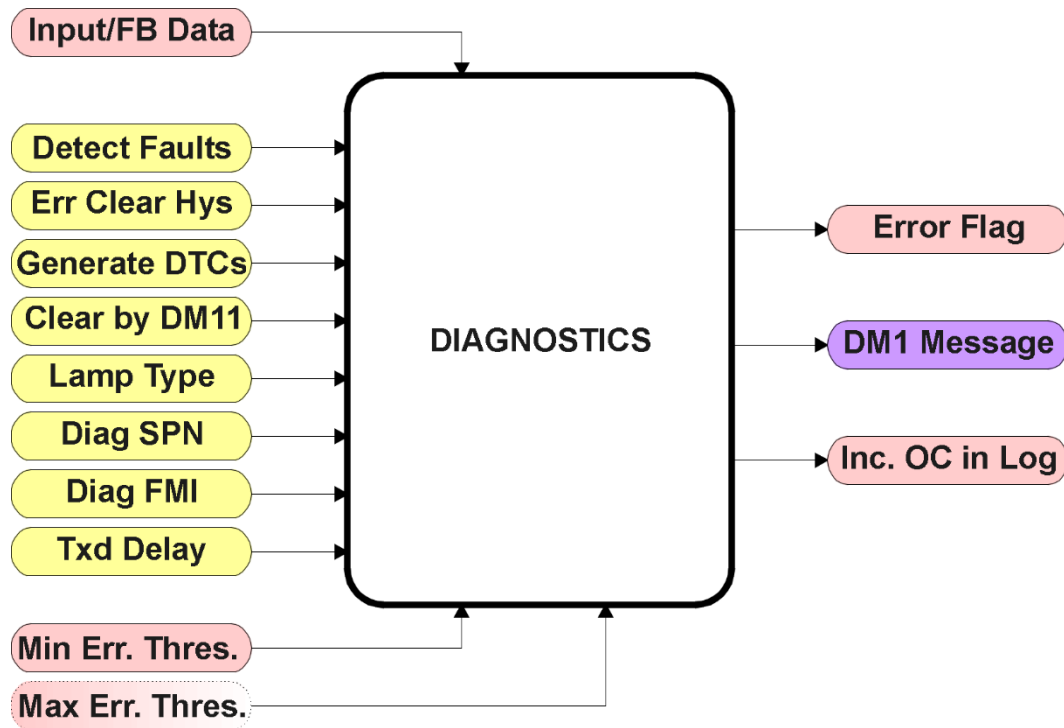 Input/FB Data
Detect Faults
Err Clear Hys
Generate DTCs
Clear by DM11
Lamp Type
Diag SPN
Diag FMI
Txd Delay
Min Err. Thres.
Max Err. Thres.
DIAGNOSTICS
Error Flag
DM1 Message
Inc. OC in Log